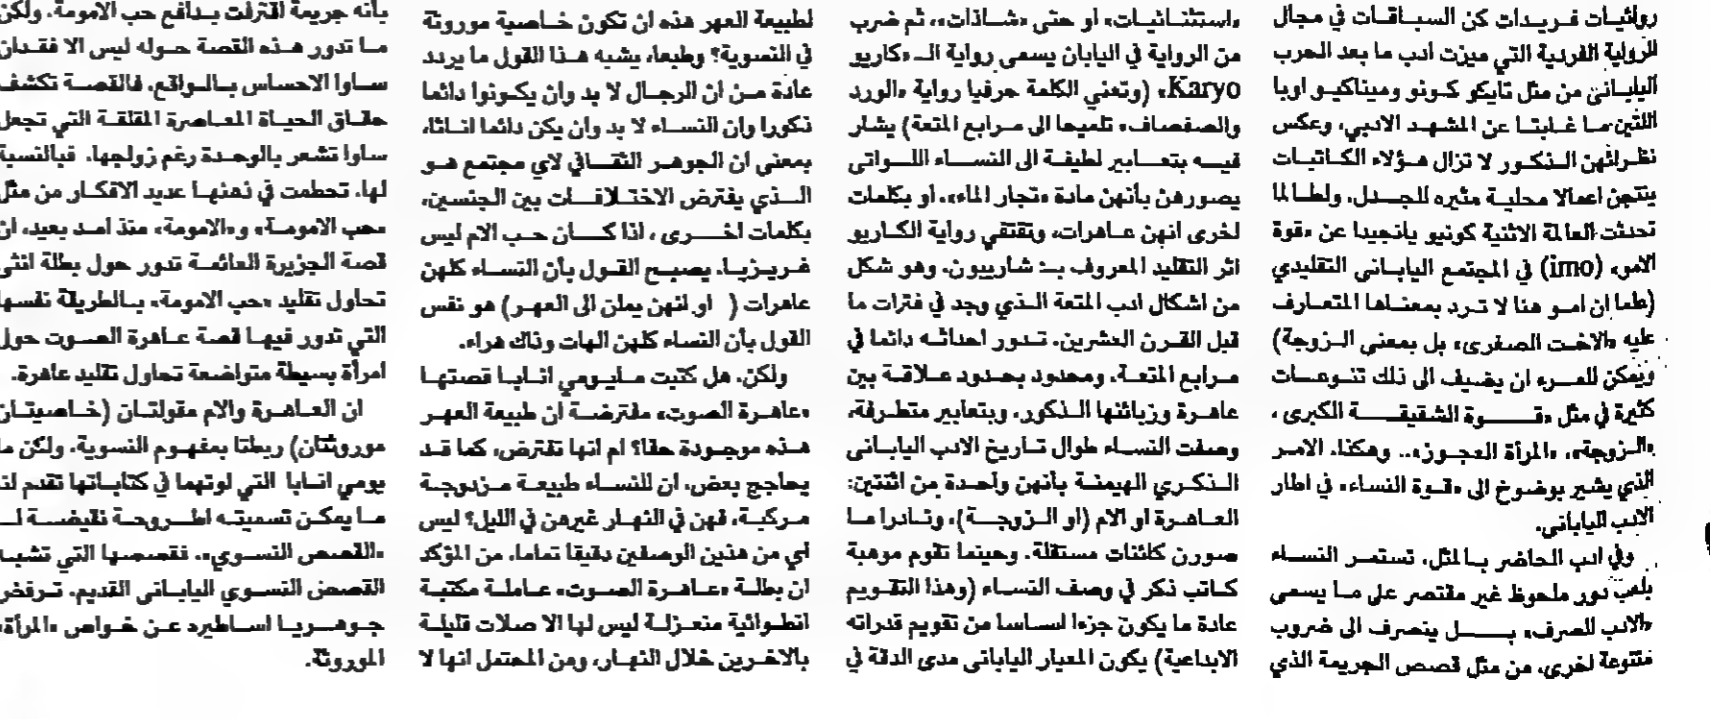 روائيات فريدات كن السباقات في مجال
الرواية الفردية التي ميزت ادب ما بعد الحرب
الياباني من مثل تايكو كونو وميناكيو اوبا
اللتين ما غابتا عن المشهد الادبي، وعكس
نظرائهن الذكور لا تزال هؤلاء الكاتبات
ينتجن اعمالا محلية مثيره للجدل. ولطالما
تحدثت العالمة الاثنية كونيو يانجيدا عن «قوة
الامو» (imo) في المجتمع الياباني التقليدي
(علما ان امو هنا لا ترد بمعناها المتعارف
عليه «الاخت الصغرى» بل بمعنى الزوجة)
ويمكن للمرء ان يضيف الى ذلك تنوعات
كثيرة في مثل «قوة الشقيقة الكبرى،
«الزوجة»، «المرأة العجوز».. وهكذا. الامر
الذي يشير بوضوح الى «قوة النساء» في اطار
الادب الياباني.
وفي ادب الحاضر بالمثل، تستمر النساء
بلعب دور ملحوظ غير مقتصر على ما يسمى
«الادب الصرف» بل ينصرف الى ضروب
متنوعة اخرى، من مثل قصص الجريمة الذي
«استثنائيات» او حتى «شاذات»، ثم ضرب
من الرواية في اليابان يسمى رواية الـ «كاريو
Karyo» (وتعني الكلمة حرفيا رواية «الورد
والصفصاف» تلميحا الى مرابع المتعة) يشار
فيه بتعابير لطيفة الى النساء اللواتي
يصورهن بأنهن مادة «تجار الماء»، او بكلمات
اخرى انهن عاهرات، وتقتفي رواية الكاريو
اثر التقليد المعروف بـ: شاريبون، وهو شكل
من اشكال ادب المتعة الذي وجد في فترات ما
قبل القرن العشرين، تدور احداثه دائما في
مرابع المتعة، ومحدود بحدود علاقة بين
عاهرة وزبائنها الذكور. وبتعابير متطرفة،
وصفت النساء طوال تاريخ الادب الياباني
الذكري الهيمنة بأنهن واحدة من اثنتين:
العاهرة او الام (او الزوجة)، ونادرا ما
صورن كائنات مستقلة. وحينما تقوم موهبة
كاتب ذكر في وصف النساء (وهذا التقويم
عادة ما يكون جزءا اساسا من تقويم قدراته
الابداعية) يكون المعيار الياباني مدى الدقة في
لطبيعة العهر هذه ان تكون خاصية موروثة
في النسوية؟ وطبعا، يشبه هذا القول ما يردد
عادة من ان الرجال لا بد وان يكونوا دائما
ذكورا وان النساء لا بد وان يكن دائما اناثا،
بمعنى ان الجوهر الثقافي لاي مجتمع هو
الذي يفترض الاختلافات بين الجنسين،
بكلمات اخرى، اذا كان حب الام ليس
غريزيا، يصبح القول بأن النساء كلهن
عاهرات ( او انهن يملن الى العهر) هو نفس
القول بأن النساء كلهن الهات وذاك هراء.
ولكن، هل كتبت مايومي انابا قصتها
«عاهرة الصوت» مفترضة ان طبيعة العهر
هذه موجودة حقا؟ ام انها تفترض، كما قد
يحاجج بعض، ان للنساء طبيعة مزدوجة
مركبة، فهن في النهار غيرهن في الليل؟ ليس
اي من هذين الوصفين دقيقا تماما، من المؤكد
ان بطلة «عاهرة الصوت» عاملة مكتبة
انطوائية منعزلة ليس لها الا صلات قليلة
بالاخرين خلال النهار، ومن المحتمل انها لا
بأنه جريمة اقترفت بدافع حب الامومة. ولكن
ما تدور هذه القصة حوله ليس الا فقدان
ساوا الاحساس بالواقع، فالقصة تكشف
حقاق الحياة المعاصرة المقلقة التي تجعل
ساوا تشعر بالوحدة رغم زواجها. فبالنسبة
لها، تحطمت في ذهنها عديد الافكار من مثل
«حب الامومة» و«الامومة» منذ امد بعيد، ان
قصة الجزيرة العائمة تدور حول بطلة انثى
تحاول تقليد «حب الامومة» بالطريقة نفسها
التي تدور فيها قصة عاهرة الصوت حول
امرأة بسيطة متواضعة تحاول تقليد عاهرة.
ان العاهرة والام مقولتان (خاصيتان
موروثتان) ربطتا بمفهوم النسوية. ولكن ما
يومي انابا التي لوتهما في كتاباتها تقدم لنا
ما يمكن تسميته اطروحة نقيضة لـ
«القصص النسوي». فقصصها التي تشبه
القصص النسوي الياباني القديم، ترفض
جوهريا اساطير عن خواص «المرأة»
الموروثة.